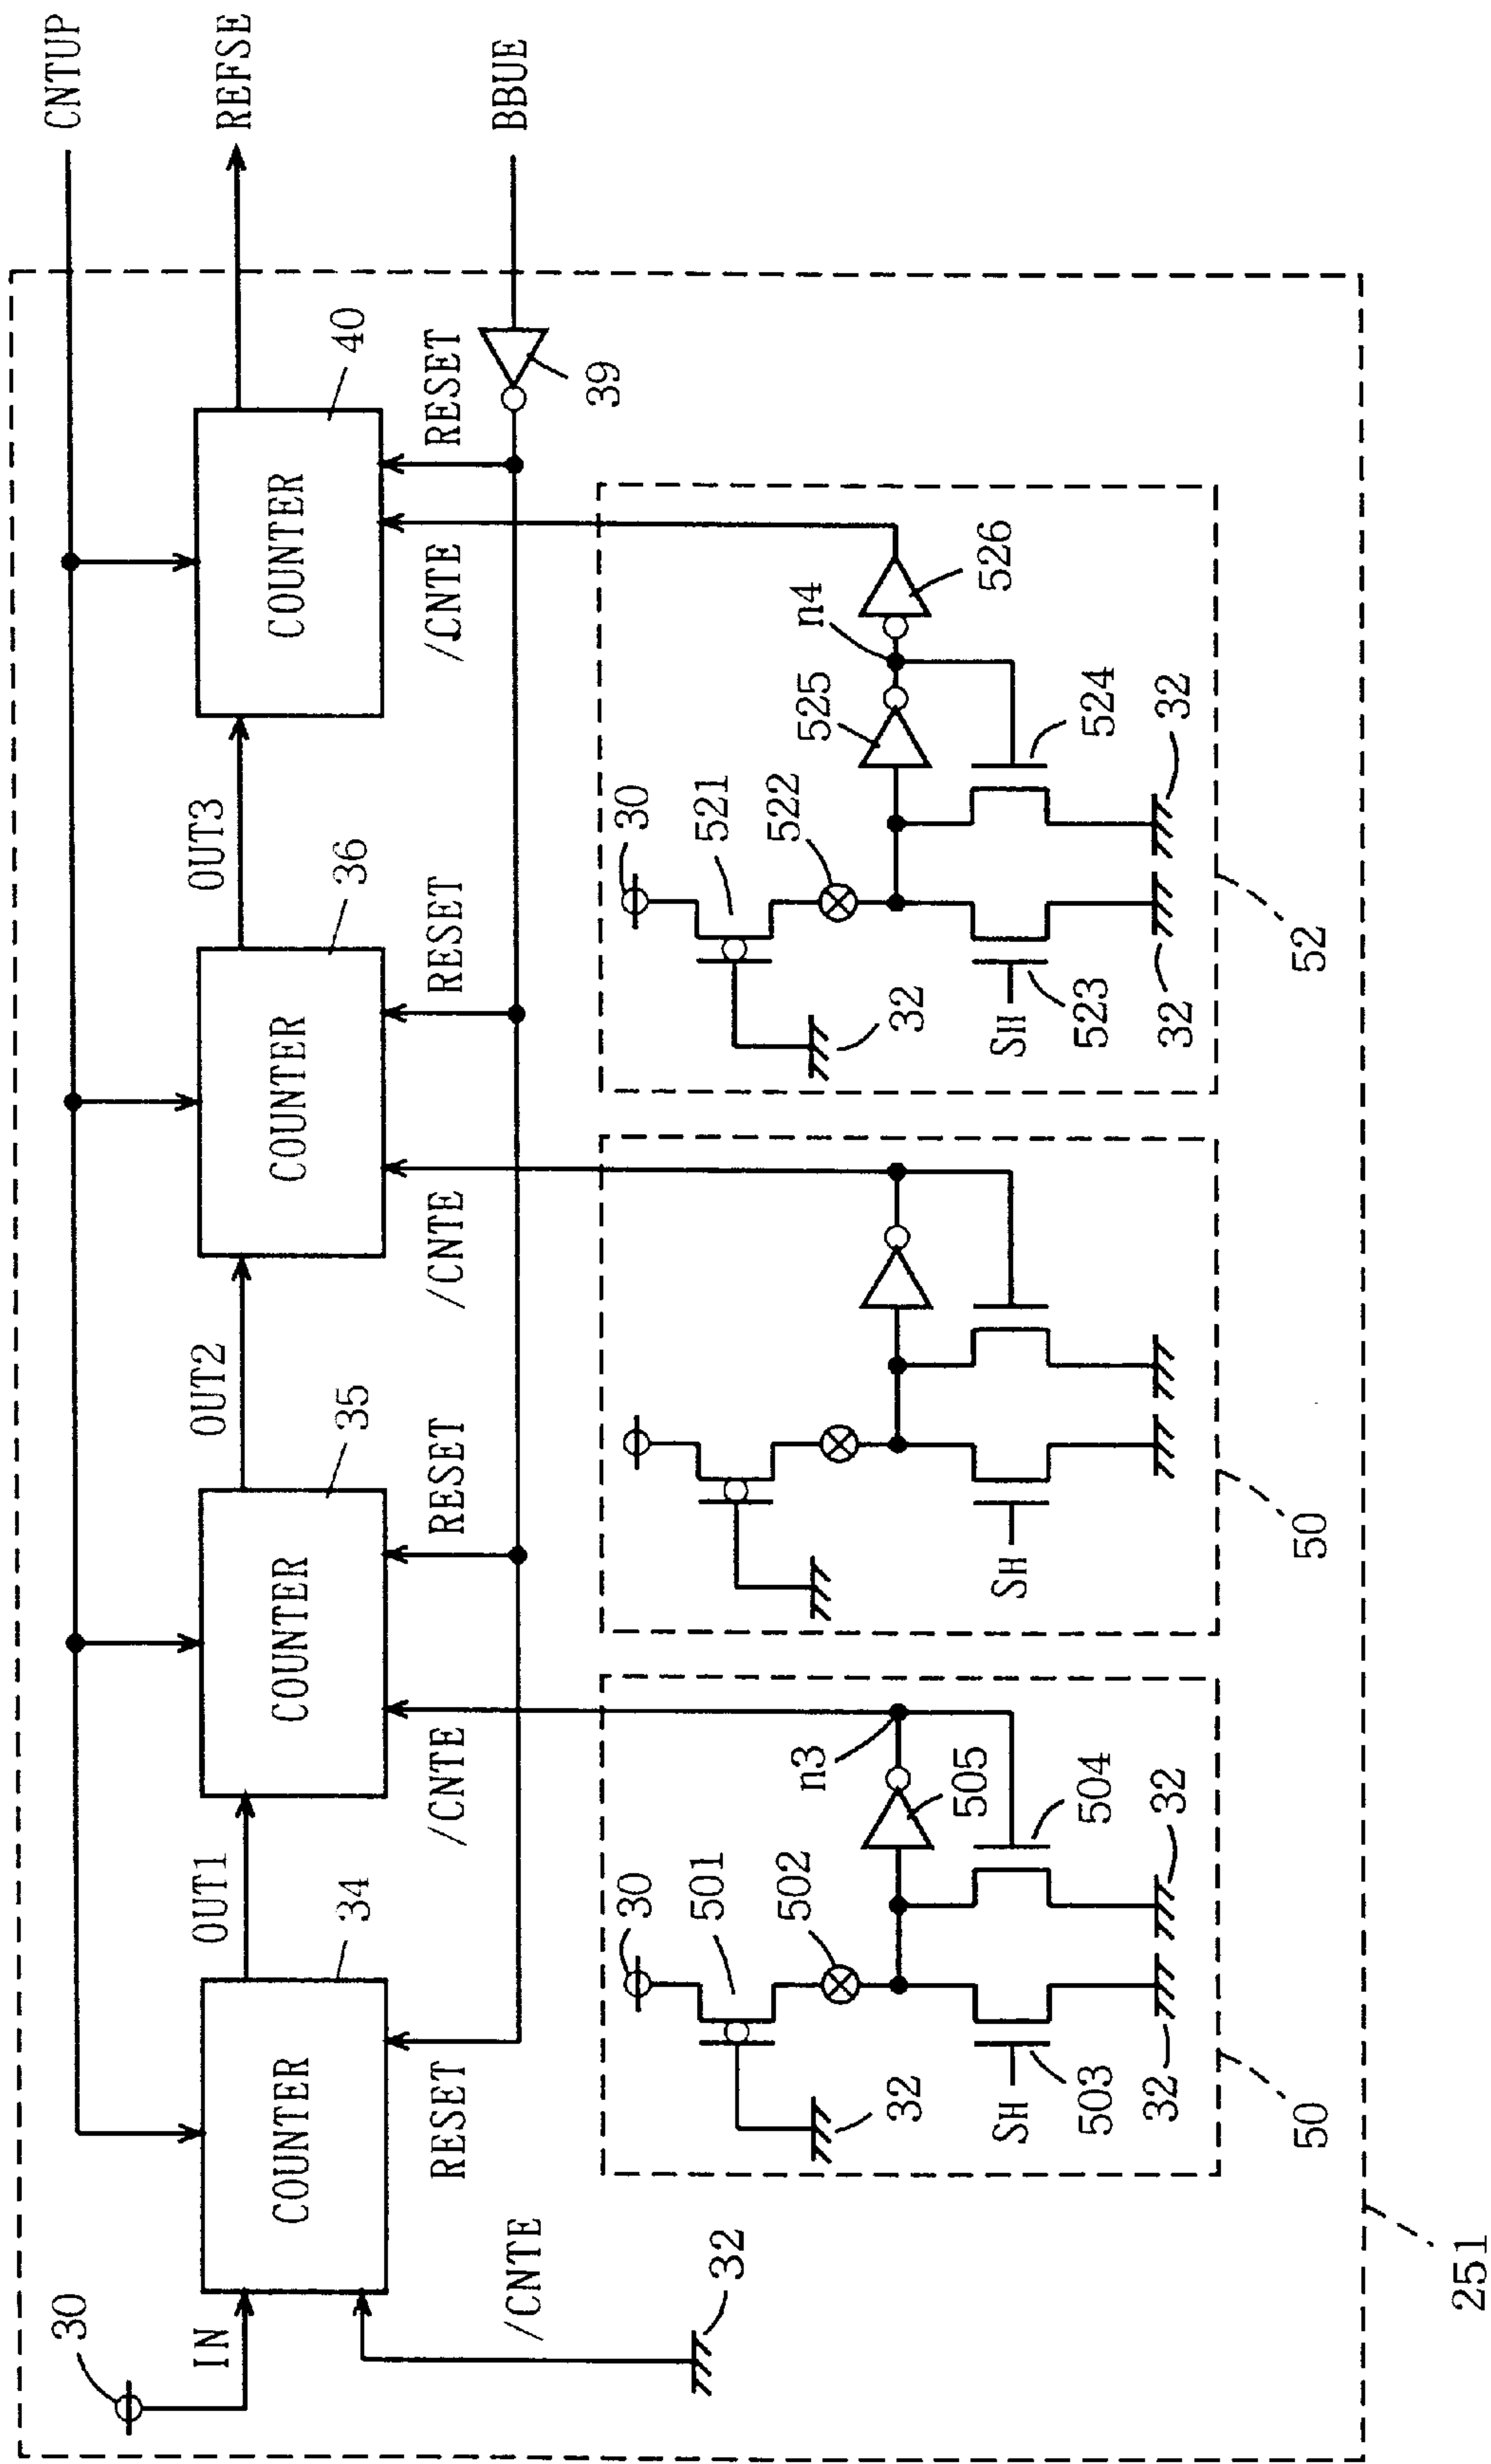 CNTUP
REFSE
BBUE
30
IN
COUNTER
34
OUT1
COUNTER
35
OUT2
COUNTER
36
OUT3
COUNTER
40
/CNTE
RESET
/CNTE
RESET
/CNTE
RESET
/CNTE
RESET
39
32
30
501
502
32
SH
503
n3
505
504
32
32
50
SH
50
30
521
522
32
SH
523
525
n4
526
524
32
32
52
251